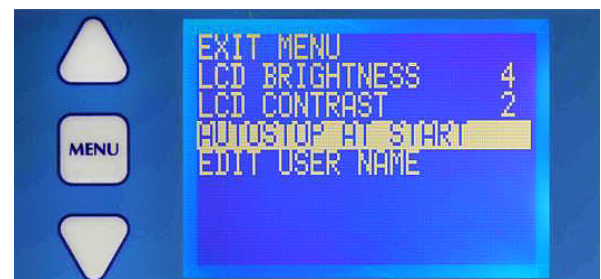 EXIT MENU
LCD BRIGHTNESS 4
LCD CONTRAST 2
AUTOSTOP AT START
EDIT USER NAME
MENU